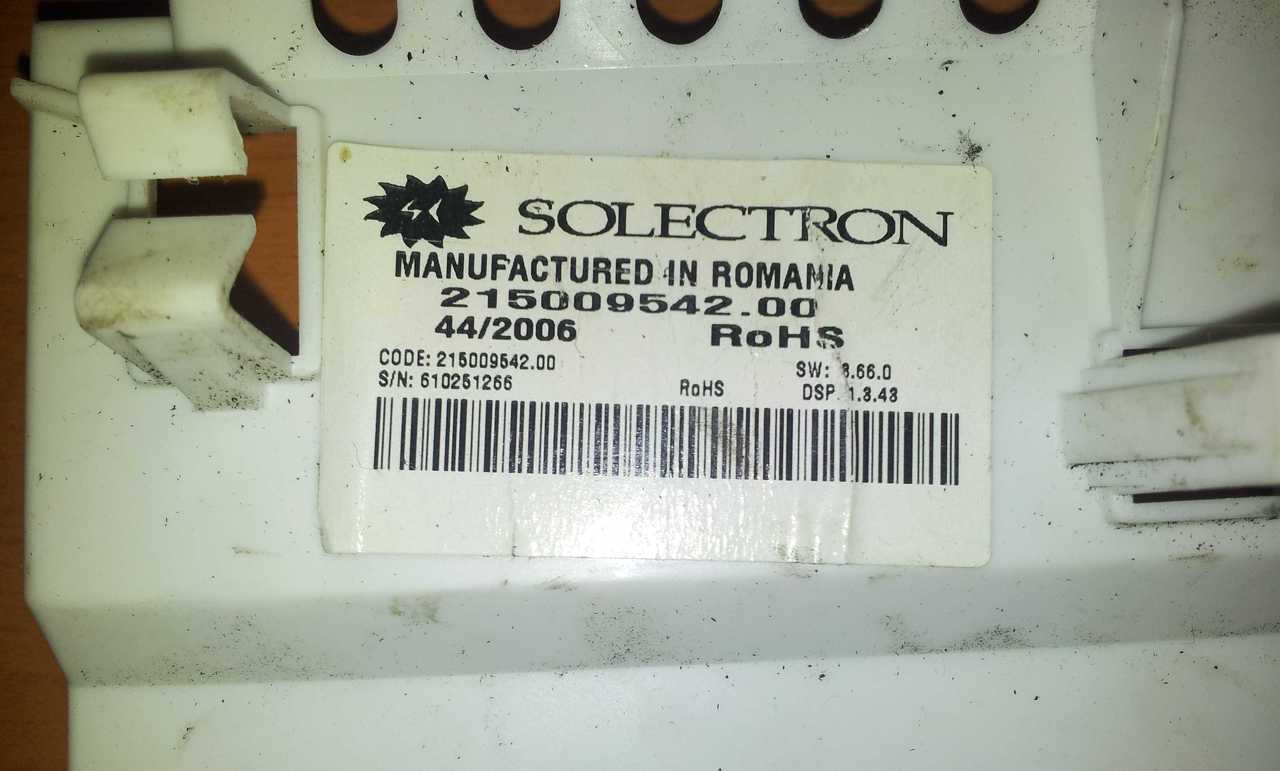 SOLECTRON
MANUFACTURED IN ROMANIA
215009542.00
44/2006 RoHS
CODE: 215009542.00
SW: 3.66.0
S/N: 610251266
RoHS
DSP 1.3.43